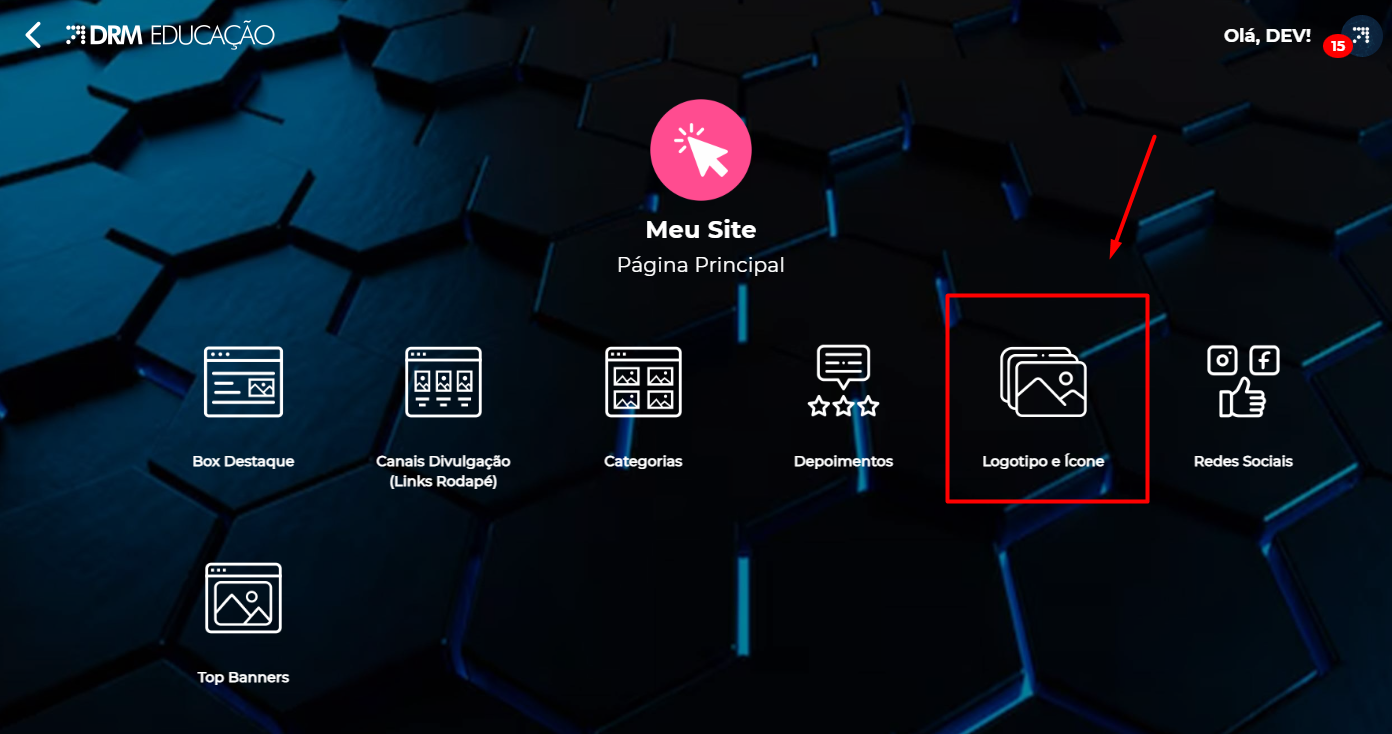 DRM EDUCAÇÃO
Olá, DEV!
15
Meu Site
Página Principal
Box Destaque
Canais Divulgação
(Links Rodapé)
Categorias
Depoimentos
Logotipo e Ícone
Redes Sociais
Top Banners